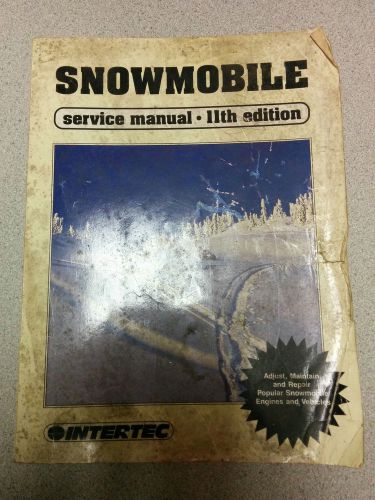 SNOWMOBILE
service manual • 11th edition
Adjust, Maintain
and Repair
Popular Snowmobile
Engines and Vehicles
INTERTEC